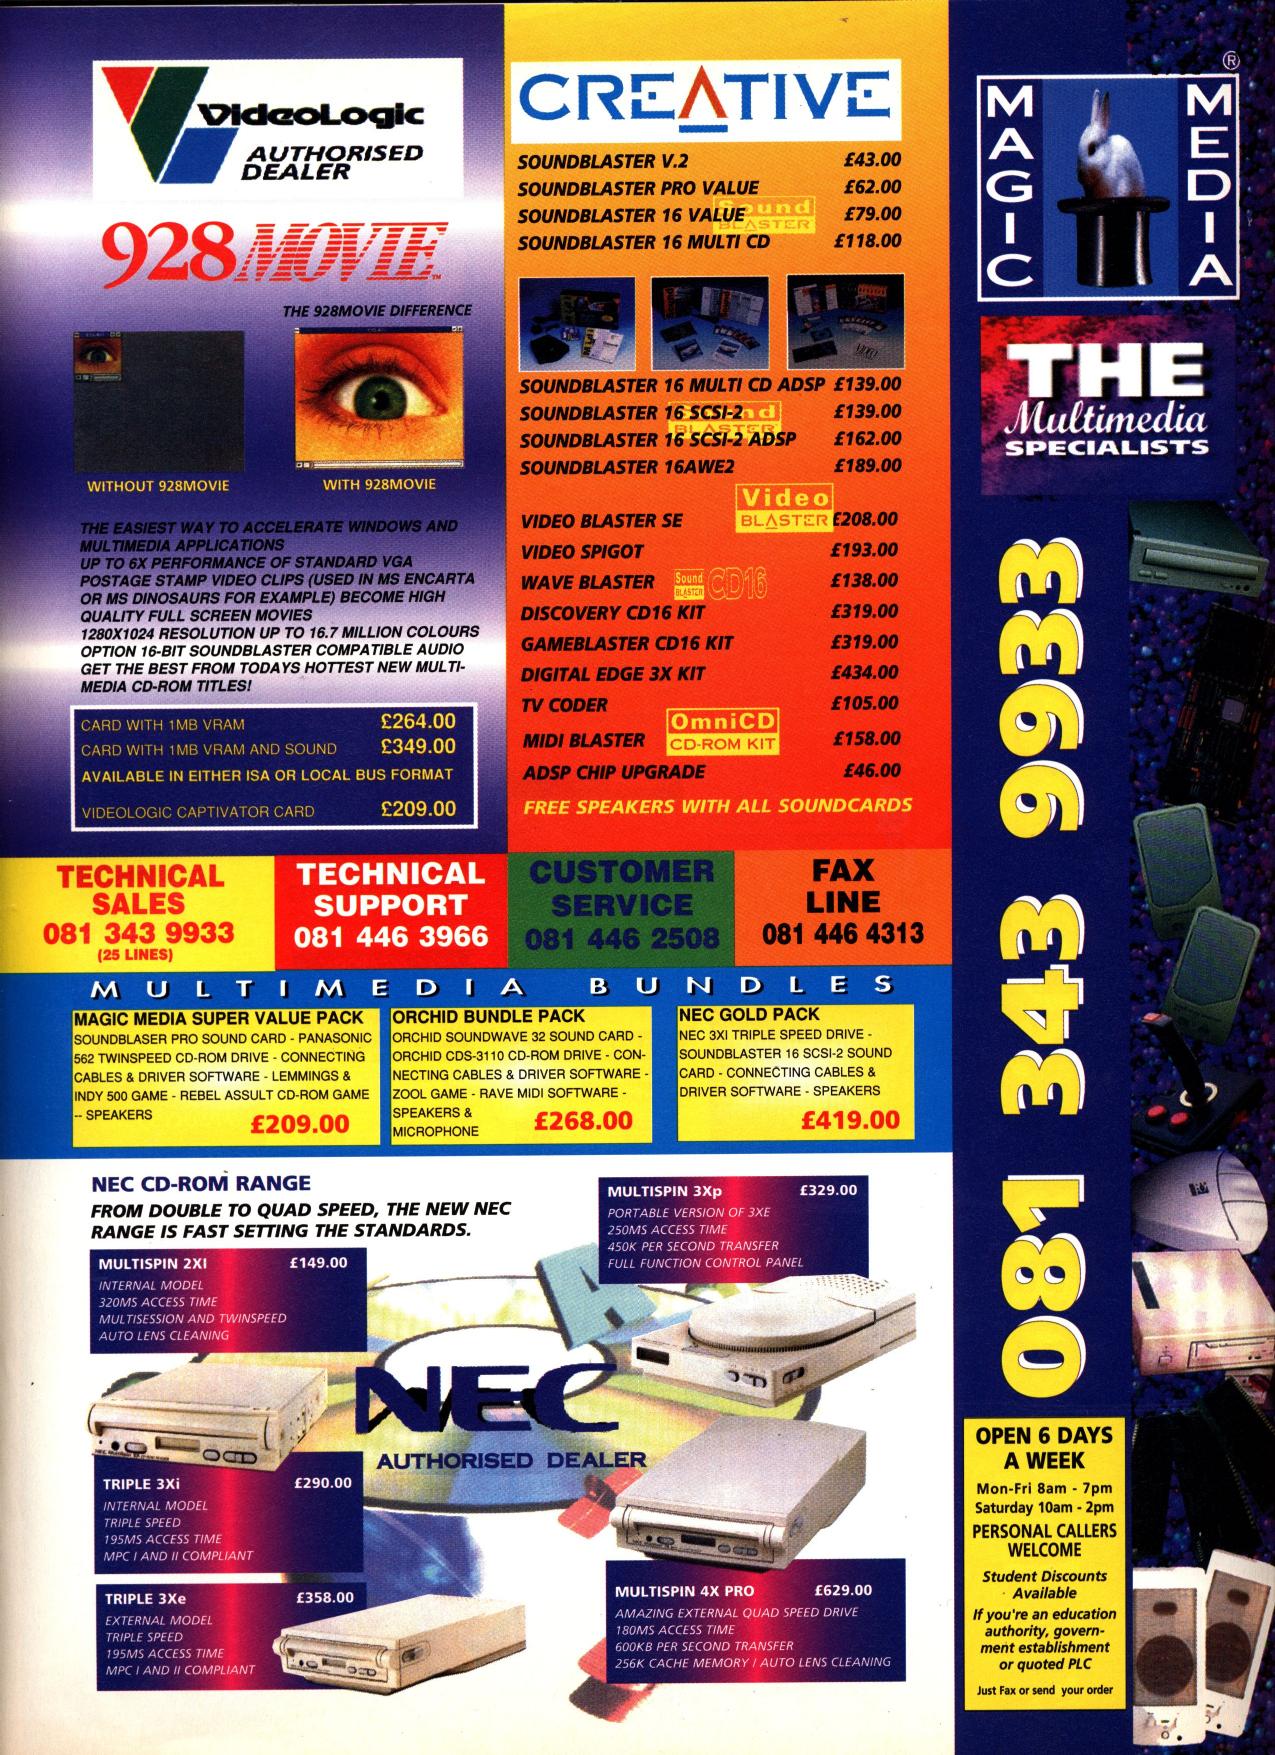 VideoLogic
AUTHORISED
DEALER
928MOVIE™
THE 928MOVIE DIFFERENCE
WITHOUT 928MOVIE
WITH 928MOVIE
THE EASIEST WAY TO ACCELERATE WINDOWS AND
MULTIMEDIA APPLICATIONS
UP TO 6X PERFORMANCE OF STANDARD VGA
POSTAGE STAMP VIDEO CLIPS (USED IN MS ENCARTA
OR MS DINOSAURS FOR EXAMPLE) BECOME HIGH
QUALITY FULL SCREEN MOVIES
1280X1024 RESOLUTION UP TO 16.7 MILLION COLOURS
OPTION 16-BIT SOUNDBLASTER COMPATIBLE AUDIO
GET THE BEST FROM TODAYS HOTTEST NEW MULTI-
MEDIA CD-ROM TITLES!
CARD WITH 1MB VRAM £264.00
CARD WITH 1MB VRAM AND SOUND £349.00
AVAILABLE IN EITHER ISA OR LOCAL BUS FORMAT
VIDEOLOGIC CAPTIVATOR CARD £209.00
CREATIVE
SOUNDBLASTER V.2 £43.00
SOUNDBLASTER PRO VALUE £62.00
SOUNDBLASTER 16 VALUE £79.00
SOUNDBLASTER 16 MULTI CD £118.00
Sound
BLASTER
SOUNDBLASTER 16 MULTI CD ADSP £139.00
SOUNDBLASTER 16 SCSI-2 £139.00
SOUNDBLASTER 16 SCSI-2 ADSP £162.00
SOUNDBLASTER 16AWE2 £189.00
Sound
BLASTER
Video
BLASTER
VIDEO BLASTER SE £208.00
VIDEO SPIGOT £193.00
WAVE BLASTER £138.00
Sound
BLASTER CD16
DISCOVERY CD16 KIT £319.00
GAMEBLASTER CD16 KIT £319.00
DIGITAL EDGE 3X KIT £434.00
TV CODER £105.00
OmniCD
CD-ROM KIT
MIDI BLASTER £158.00
ADSP CHIP UPGRADE £46.00
FREE SPEAKERS WITH ALL SOUNDCARDS
TECHNICAL
SALES
081 343 9933
(25 LINES)
TECHNICAL
SUPPORT
081 446 3966
CUSTOMER
SERVICE
081 446 2508
FAX
LINE
081 446 4313
MULTIMEDIA BUNDLES
MAGIC MEDIA SUPER VALUE PACK
SOUNDBLASER PRO SOUND CARD - PANASONIC
562 TWINSPEED CD-ROM DRIVE - CONNECTING
CABLES & DRIVER SOFTWARE - LEMMINGS &
INDY 500 GAME - REBEL ASSULT CD-ROM GAME
-- SPEAKERS
£209.00
ORCHID BUNDLE PACK
ORCHID SOUNDWAVE 32 SOUND CARD -
ORCHID CDS-3110 CD-ROM DRIVE - CON-
NECTING CABLES & DRIVER SOFTWARE -
ZOOL GAME - RAVE MIDI SOFTWARE -
SPEAKERS &
MICROPHONE
£268.00
NEC GOLD PACK
NEC 3XI TRIPLE SPEED DRIVE -
SOUNDBLASTER 16 SCSI-2 SOUND
CARD - CONNECTING CABLES &
DRIVER SOFTWARE - SPEAKERS
£419.00
NEC CD-ROM RANGE
FROM DOUBLE TO QUAD SPEED, THE NEW NEC
RANGE IS FAST SETTING THE STANDARDS.
MULTISPIN 2XI £149.00
INTERNAL MODEL
320MS ACCESS TIME
MULTISESSION AND TWINSPEED
AUTO LENS CLEANING
MULTISPIN 3Xp £329.00
PORTABLE VERSION OF 3XE
250MS ACCESS TIME
450K PER SECOND TRANSFER
FULL FUNCTION CONTROL PANEL
NEC
AUTHORISED DEALER
TRIPLE 3Xi £290.00
INTERNAL MODEL
TRIPLE SPEED
195MS ACCESS TIME
MPC I AND II COMPLIANT
TRIPLE 3Xe £358.00
EXTERNAL MODEL
TRIPLE SPEED
195MS ACCESS TIME
MPC I AND II COMPLIANT
MULTISPIN 4X PRO £629.00
AMAZING EXTERNAL QUAD SPEED DRIVE
180MS ACCESS TIME
600KB PER SECOND TRANSFER
256K CACHE MEMORY / AUTO LENS CLEANING
MAGIC
MEDIA
®
THE
Multimedia
SPECIALISTS
081 343 9933
OPEN 6 DAYS
A WEEK
Mon-Fri 8am - 7pm
Saturday 10am - 2pm
PERSONAL CALLERS
WELCOME
Student Discounts
Available
If you're an education
authority, govern-
ment establishment
or quoted PLC
Just Fax or send your order